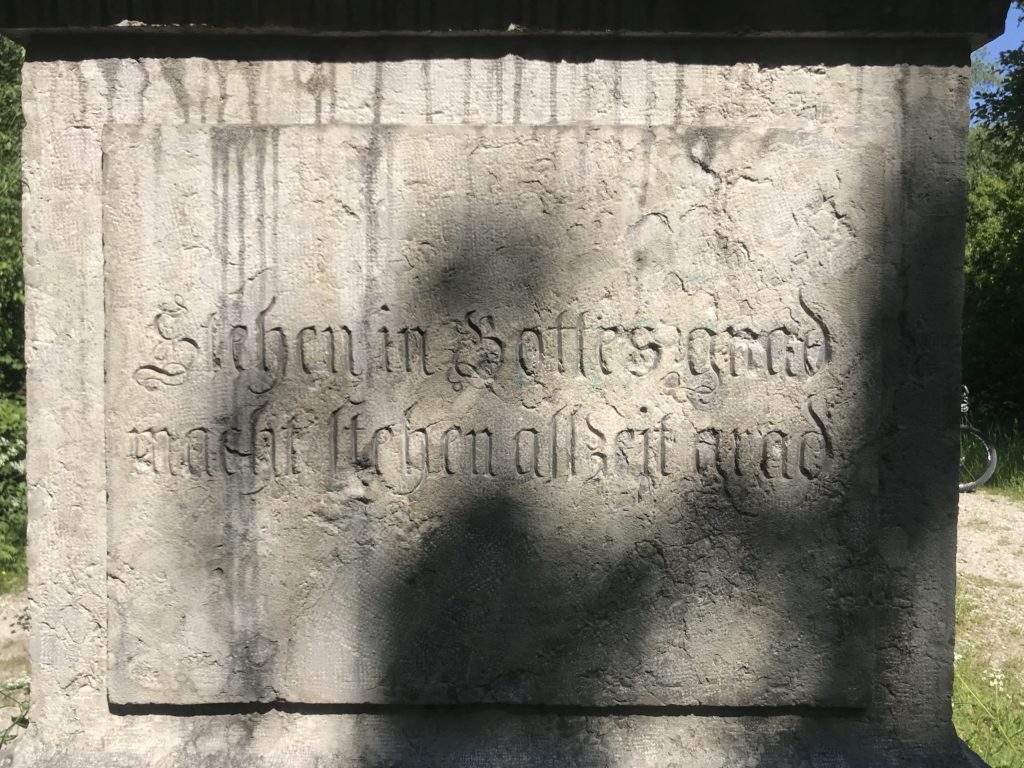 Stehen in Gottes gnad
macht stehen allzeit grad